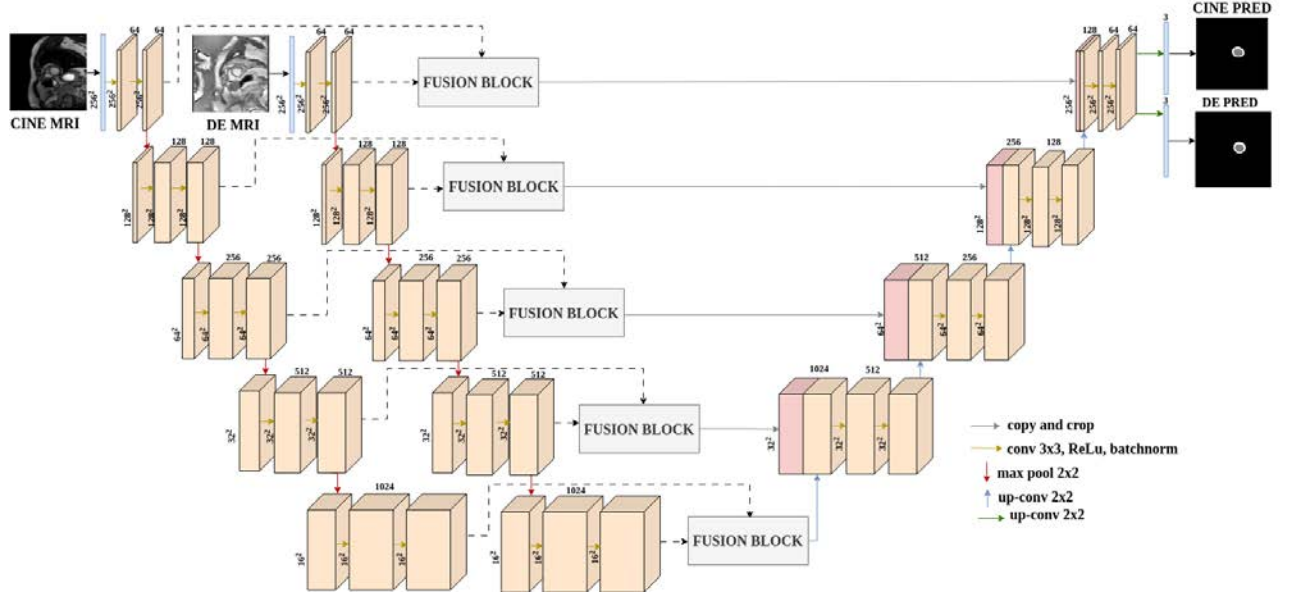 CINE PRED
64 64 64 64 128 64 64 3
CINE MRI
256² 256² 256²
DE MRI
256² 256² 256²
FUSION BLOCK
256² 256² 256²
3
DE PRED
128 128 128 128 256 128
128² 128² 128²
128² 128² 128²
FUSION BLOCK
128² 128² 128²
256 256 256 256 512 256
64² 64² 64²
64² 64² 64²
FUSION BLOCK
64² 64² 64²
512 512 512 512 1024 512
32² 32² 32²
32² 32² 32²
FUSION BLOCK
32² 32² 32²
1024 1024
16² 16² 16²
16² 16² 16²
FUSION BLOCK
copy and crop
conv 3x3, ReLu, batchnorm
max pool 2x2
up-conv 2x2
up-conv 2x2